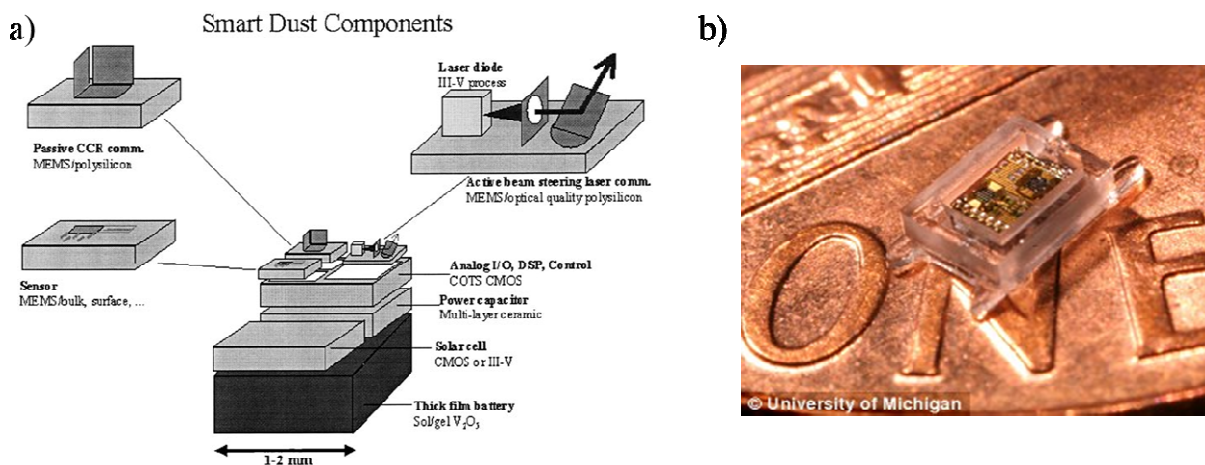 a)
Smart Dust Components
b)
Laser diode
III-V process
Passive CCR comm.
MEMS/polysilicon
Active beam steering laser comm.
MEMS/optical quality polysilicon
Sensor
MEMS/bulk, surface, ...
Analog I/O, DSP, Control
COTS CMOS
Power capacitor
Multi-layer ceramic
Solar cell
CMOS or III-V
Thick film battery
Sol/gel V₂O₅
1-2 mm
ONE
© University of Michigan